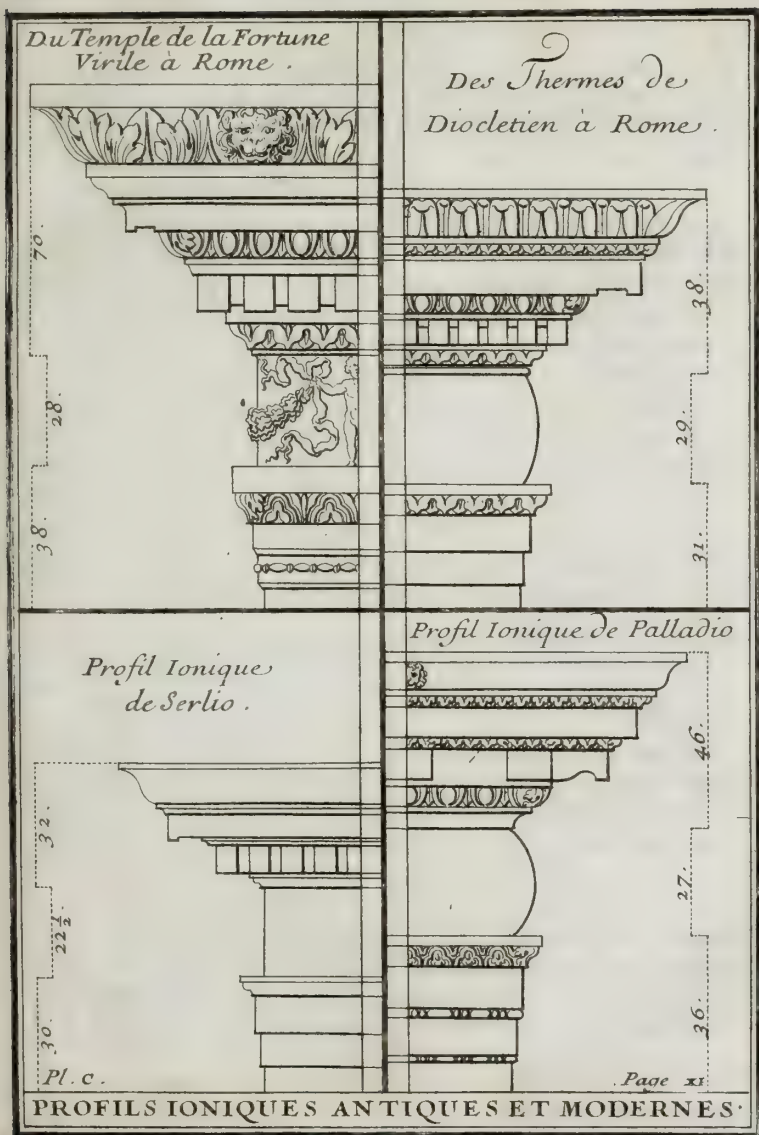 Du Temple de la Fortune
Virile à Rome .
70.
28.
38.
Des Thermes de
Diocletien à Rome .
38.
29.
31.
Profil Ionique
de Serlio .
32.
22 1/2.
30.
Pl. c.
Profil Ionique de Palladio
46.
27.
36.
Page xi
PROFILS IONIQUES ANTIQUES ET MODERNES·